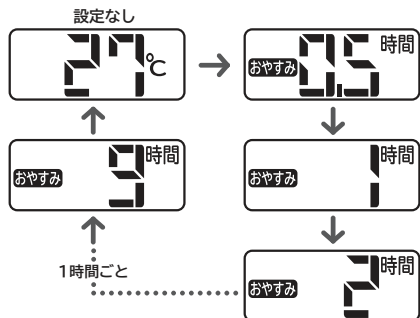 設定なし
27℃
おやすみ 0.5 時間
おやすみ 9 時間
おやすみ 1 時間
1時間ごと
おやすみ 2 時間